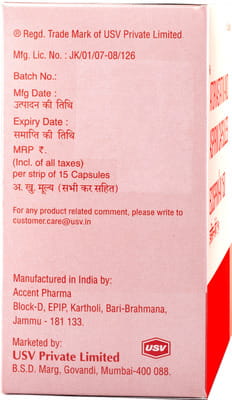 ® Regd. Trade Mark of USV Private Limited.
Mfg. Lic. No. : JK/01/07-08/126
Batch No.:
Mfg Date :
उत्पादन की तिथि
Expiry Date :
समाप्ति की तिथि
MRP ₹.
(Incl. of all taxes)
per strip of 15 Capsules
अ. खु. मूल्य (सभी कर सहित)
For any product related comment, please write to
customer.care@usv.in
Manufactured in India by:
Accent Pharma
Block-D, EPIP, Kartholi, Bari-Brahmana,
Jammu - 181 133.
Marketed by:
USV Private Limited
B.S.D. Marg, Govandi, Mumbai-400 088.
USV